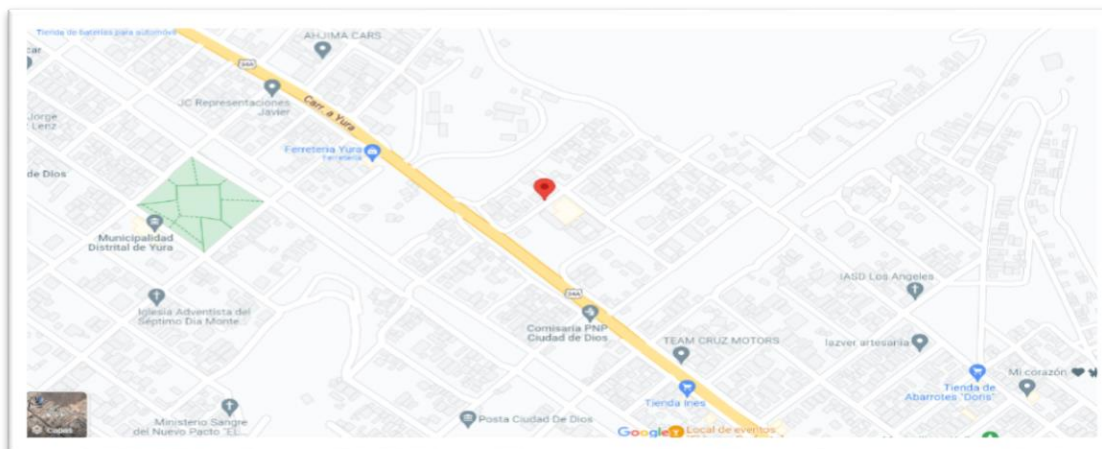 Tienda de baterías para automóvil
AHJIMA CARS
car
34A
JC Representaciones
Javier
Carr. a Yura
Jorge
Lenz
Ferretería Yura
Ferretería
de Dios
Municipalidad
Distrital de Yura
IASD Los Angeles
34A
Iglesia Adventista del
Séptimo Día Monte...
Comisaría PNP
Ciudad de Dios
TEAM CRUZ MOTORS
lazver artesanía
Mi corazón
Tienda Ines
Tienda de
Abarrotes "Doris"
Ministerio Sangre
del Nuevo Pacto "EL...
Posta Ciudad De Dios
Capas
Google
Local de eventos